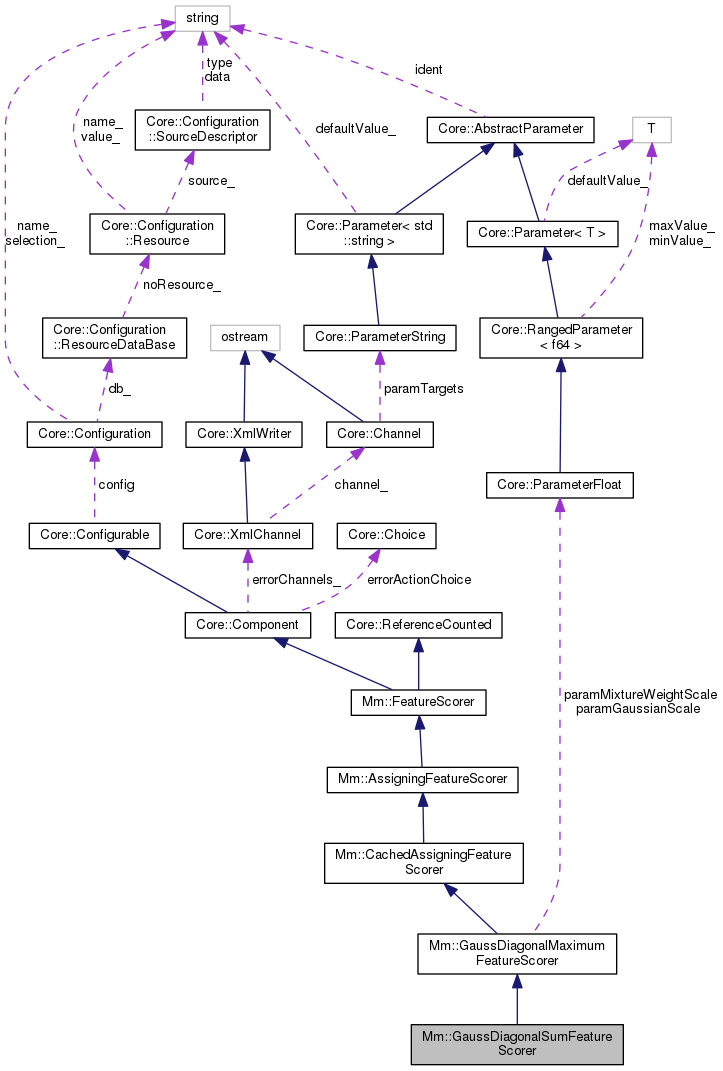 string
type
data
ident
Core::Configuration
::SourceDescriptor
name_
value_
defaultValue_
Core::AbstractParameter
T
source_
defaultValue_
name_
selection_
Core::Configuration
::Resource
Core::Parameter< std
::string >
Core::Parameter< T >
maxValue_
minValue_
noResource_
Core::Configuration
::ResourceDataBase
ostream
Core::ParameterString
Core::RangedParameter
< f64 >
db_
paramTargets
Core::Configuration
Core::XmlWriter
Core::Channel
config
channel_
Core::ParameterFloat
Core::Configurable
Core::XmlChannel
Core::Choice
errorChannels_
errorActionChoice
Core::Component
Core::ReferenceCounted
Mm::FeatureScorer
paramMixtureWeightScale
paramGaussianScale
Mm::AssigningFeatureScorer
Mm::CachedAssigningFeature
Scorer
Mm::GaussDiagonalMaximum
FeatureScorer
Mm::GaussDiagonalSumFeature
Scorer